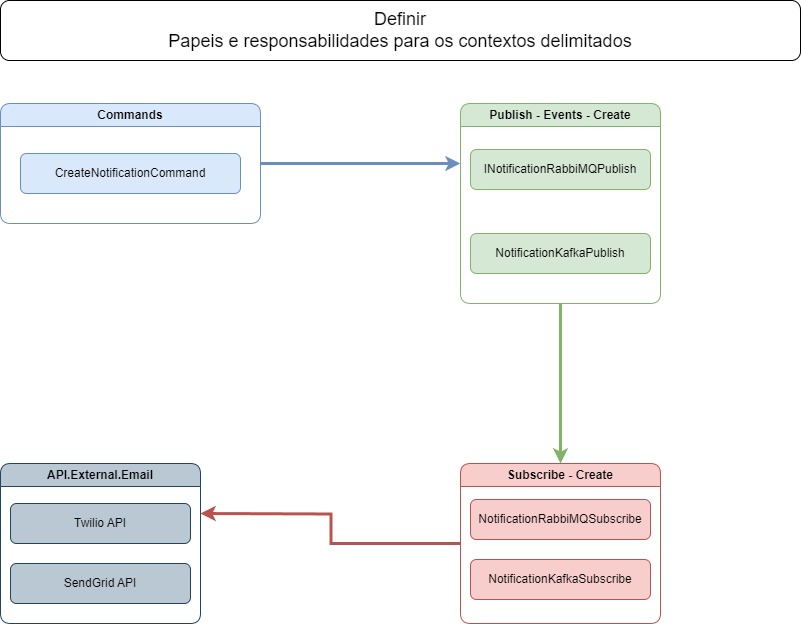 Definir
Papeis e responsabilidades para os contextos delimitados
Commands
CreateNotificationCommand
Publish - Events - Create
INotificationRabbiMQPublish
NotificationKafkaPublish
API.External.Email
Twilio API
SendGrid API
Subscribe - Create
NotificationRabbiMQSubscribe
NotificationKafkaSubscribe